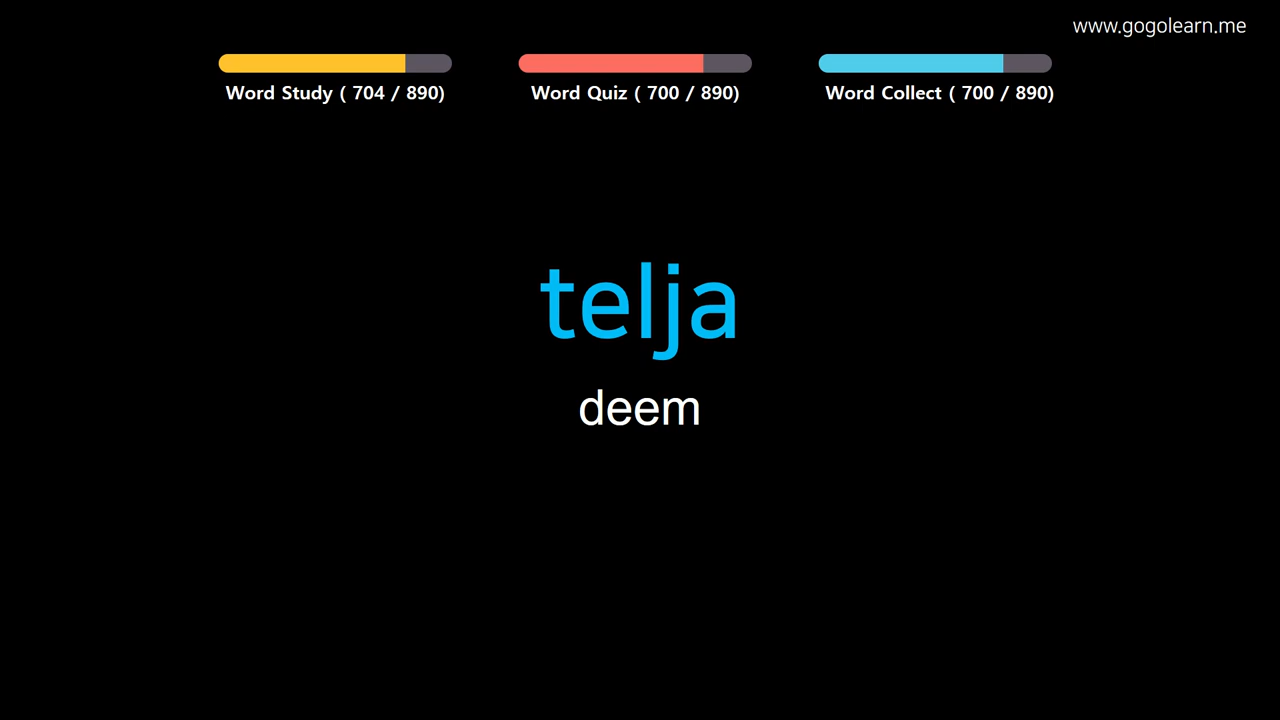 www.gogolearn.me
Word Study ( 704 / 890)
Word Quiz ( 700 / 890)
Word Collect ( 700 / 890)
telja
deem